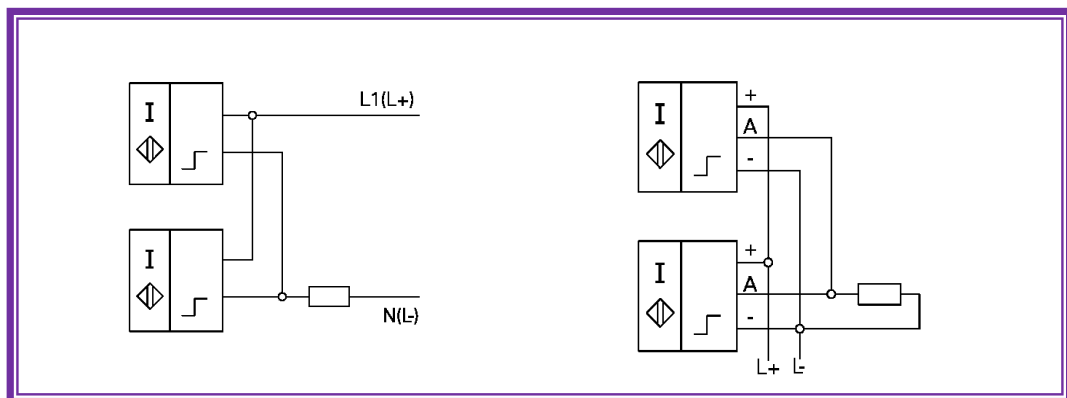 I
L1(L+)
I
N(L-)
I
+
A
-
I
+
A
-
L+ L-